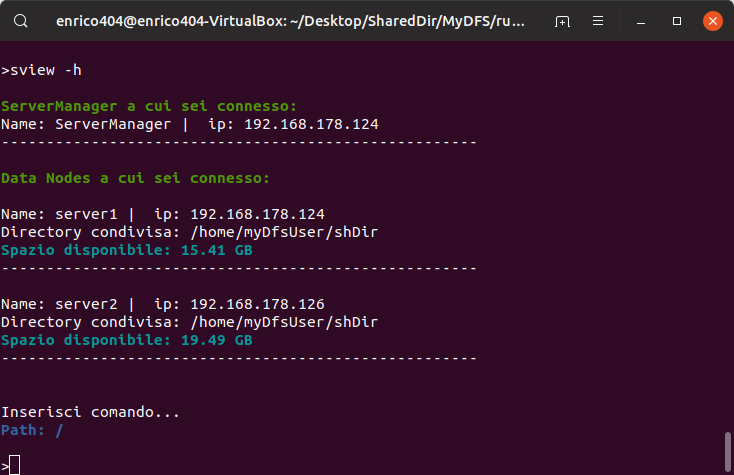 enrico404@enrico404-VirtualBox: ~/Desktop/SharedDir/MyDFS/ru...
>sview -h
ServerManager a cui sei connesso:
Name: ServerManager |  ip: 192.168.178.124
-----------------------------------------------------
Data Nodes a cui sei connesso:
Name: server1 |  ip: 192.168.178.124
Directory condivisa: /home/myDfsUser/shDir
Spazio disponibile: 15.41 GB
-----------------------------------------------------
Name: server2 |  ip: 192.168.178.126
Directory condivisa: /home/myDfsUser/shDir
Spazio disponibile: 19.49 GB
-----------------------------------------------------
Inserisci comando...
Path: /
>